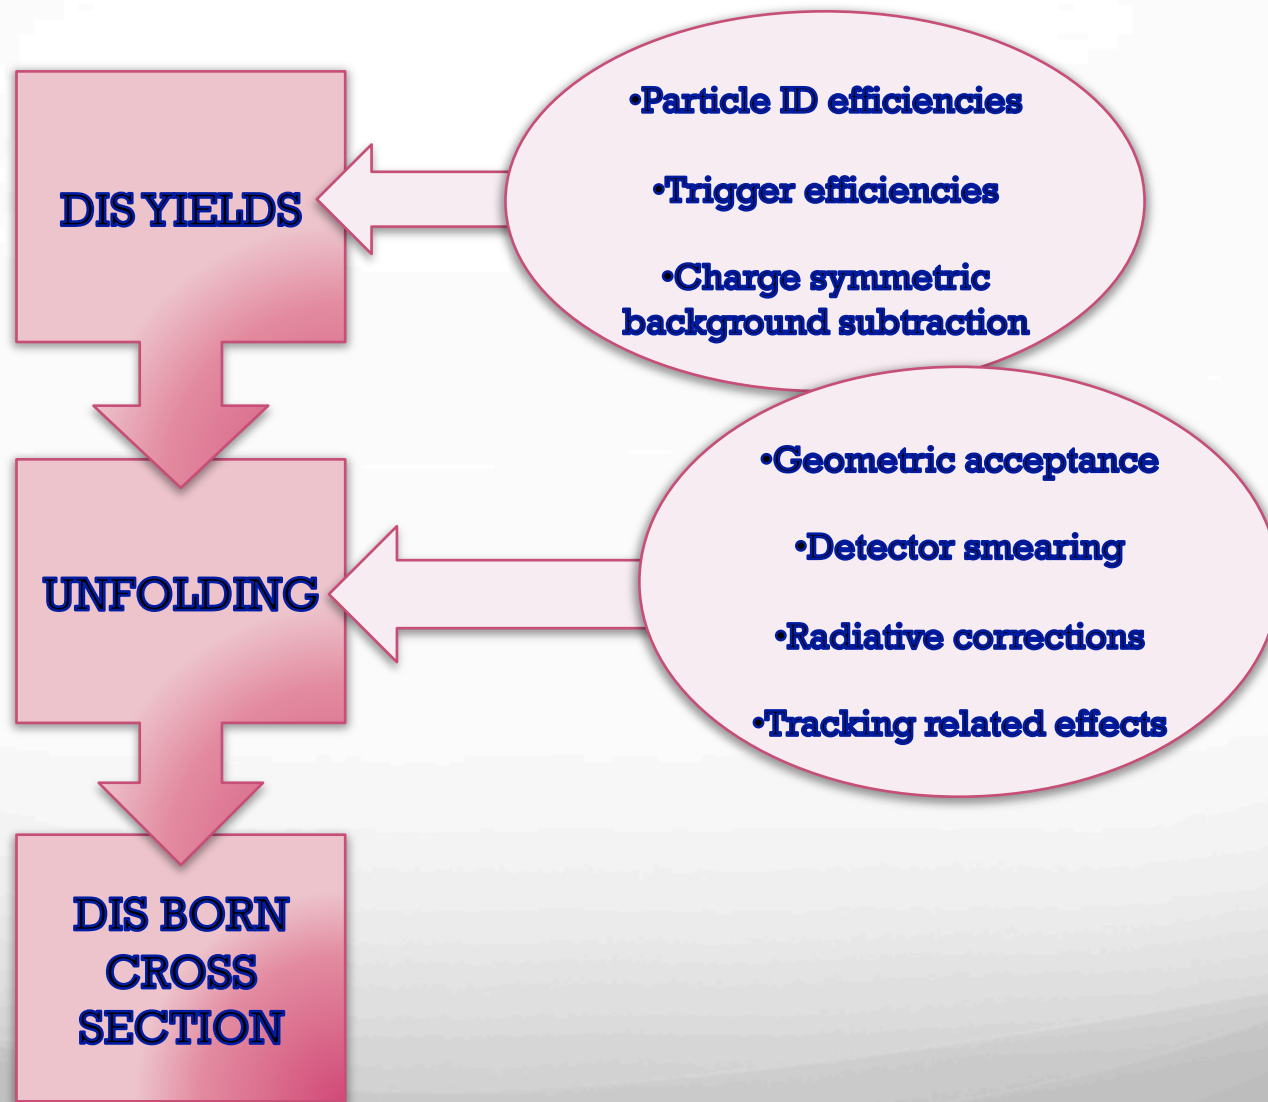 DIS YIELDS
•Particle ID efficiencies
•Trigger efficiencies
•Charge symmetric
background subtraction
UNFOLDING
•Geometric acceptance
•Detector smearing
•Radiative corrections
•Tracking related effects
DIS BORN
CROSS
SECTION